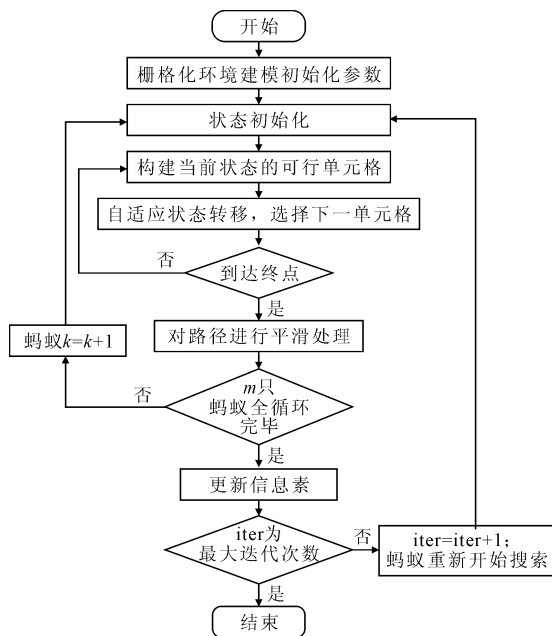 开始
栅格化环境建模初始化参数
状态初始化
构建当前状态的可行单元格
自适应状态转移，选择下一单元格
否
到达终点
是
对路径进行平滑处理
蚂蚁k=k+1
否
m只
蚂蚁全循环
完毕
是
更新信息素
iter为
最大迭代次数
否
iter=iter+1；
蚂蚁重新开始搜索
是
结束